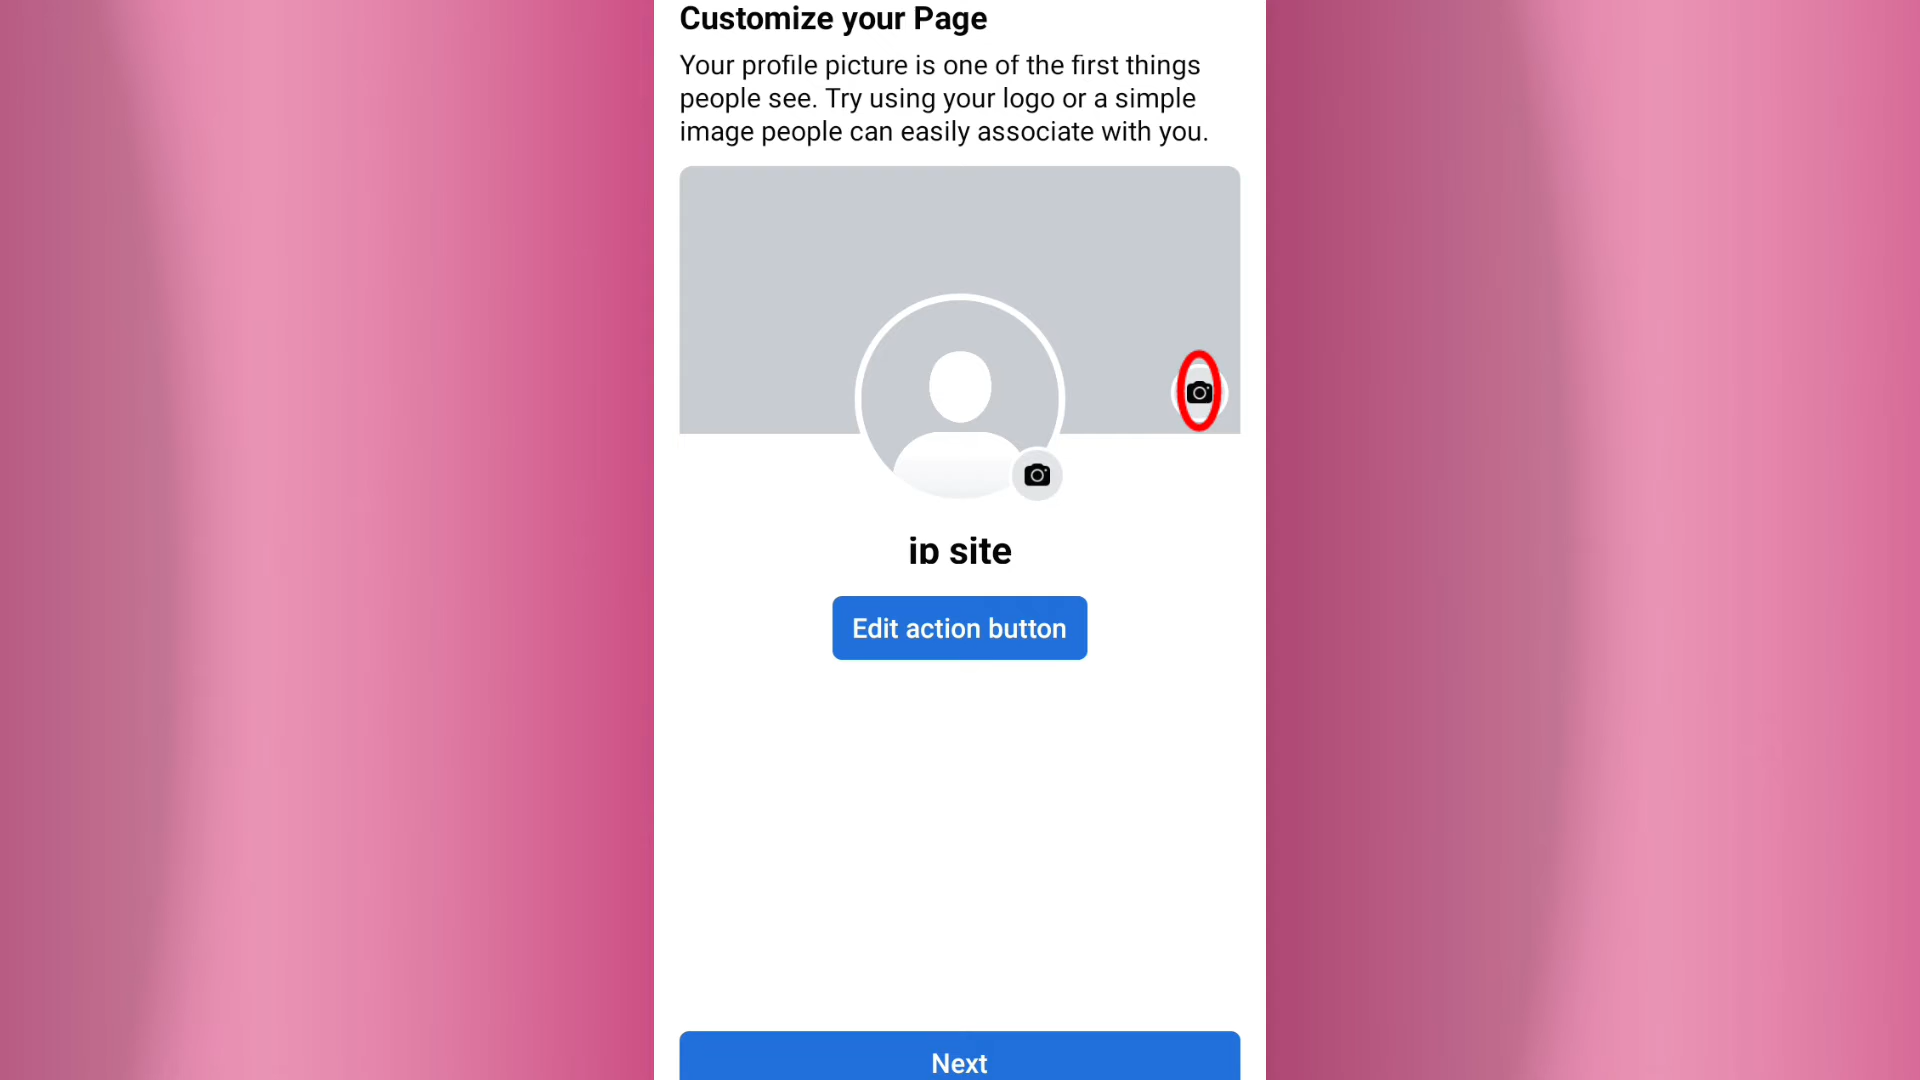 Customize your Page
Your profile picture is one of the first things
people see. Try using your logo or a simple
image people can easily associate with you.
ip site
Edit action button
Next